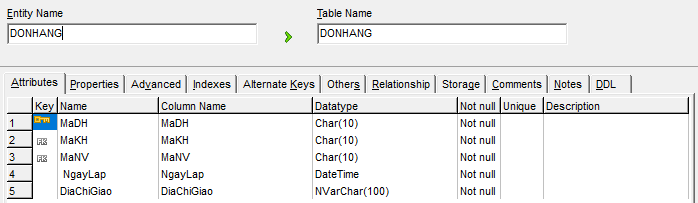 Entity Name Table Name
DONHANG DONHANG
Attributes Properties Advanced Indexes Alternate Keys Others Relationship Storage Comments Notes DDL
Key Name Column Name Datatype Not null Unique Description
1 MaDH MaDH Char(10) Not null
2 MaKH MaKH Char(10) Not null
3 MaNV MaNV Char(10) Not null
4 NgayLap NgayLap DateTime Not null
5 DiaChiGiao DiaChiGiao NVarChar(100) Not null